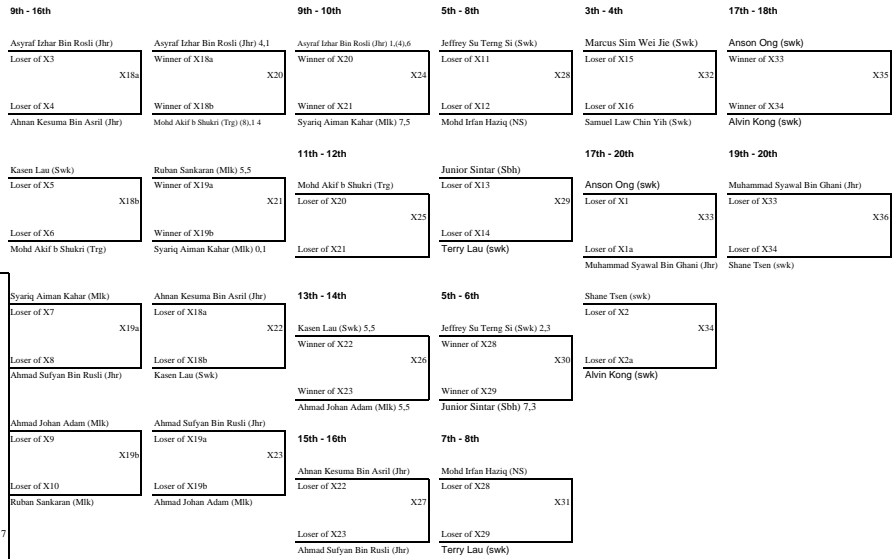 9th - 16th
Asyraf Izhar Bin Rosli (Jhr)
Loser of X3
X18a
Loser of X4
Ahnan Kesuma Bin Asril (Jhr)
Kasen Lau (Swk)
Loser of X5
X18b
Loser of X6
Mohd Akif b Shukri (Trg)
Syariq Aiman Kahar (Mlk)
Loser of X7
X19a
Loser of X8
Ahmad Sufyan Bin Rusli (Jhr)
Ahmad Johan Adam (Mlk)
Loser of X9
X19b
Loser of X10
Ruban Sankaran (Mlk)
7
Asyraf Izhar Bin Rosli (Jhr) 4,1
Winner of X18a
X20
Winner of X18b
Mohd Akif b Shukri (Trg) (8),1 4
Ruban Sankaran (Mlk) 5,5
Winner of X19a
X21
Winner of X19b
Syariq Aiman Kahar (Mlk) 0,1
Ahnan Kesuma Bin Asril (Jhr)
Loser of X18a
X22
Loser of X18b
Kasen Lau (Swk)
Ahmad Sufyan Bin Rusli (Jhr)
Loser of X19a
X23
Loser of X19b
Ahmad Johan Adam (Mlk)
9th - 10th
Asyraf Izhar Bin Rosli (Jhr) 1,(4),6
Winner of X20
X24
Winner of X21
Syariq Aiman Kahar (Mlk) 7,5
11th - 12th
Mohd Akif b Shukri (Trg)
Loser of X20
X25
Loser of X21
13th - 14th
Kasen Lau (Swk) 5,5
Winner of X22
X26
Winner of X23
Ahmad Johan Adam (Mlk) 5,5
15th - 16th
Ahnan Kesuma Bin Asril (Jhr)
Loser of X22
X27
Loser of X23
Ahmad Sufyan Bin Rusli (Jhr)
5th - 8th
Jeffrey Su Terng Si (Swk)
Loser of X11
X28
Loser of X12
Mohd Irfan Haziq (NS)
Junior Sintar (Sbh)
Loser of X13
X29
Loser of X14
Terry Lau (swk)
5th - 6th
Jeffrey Su Terng Si (Swk) 2,3
Winner of X28
X30
Winner of X29
Junior Sintar (Sbh) 7,3
7th - 8th
Mohd Irfan Haziq (NS)
Loser of X28
X31
Loser of X29
Terry Lau (swk)
3th - 4th
Marcus Sim Wei Jie (Swk)
Loser of X15
X32
Loser of X16
Samuel Law Chin Yih (Swk)
17th - 20th
Anson Ong (swk)
Loser of X1
X33
Loser of X1a
Muhammad Syawal Bin Ghani (Jhr)
Shane Tsen (swk)
Loser of X2
X34
Loser of X2a
Alvin Kong (swk)
17th - 18th
Anson Ong (swk)
Winner of X33
X35
Winner of X34
Alvin Kong (swk)
19th - 20th
Muhammad Syawal Bin Ghani (Jhr)
Loser of X33
X36
Loser of X34
Shane Tsen (swk)